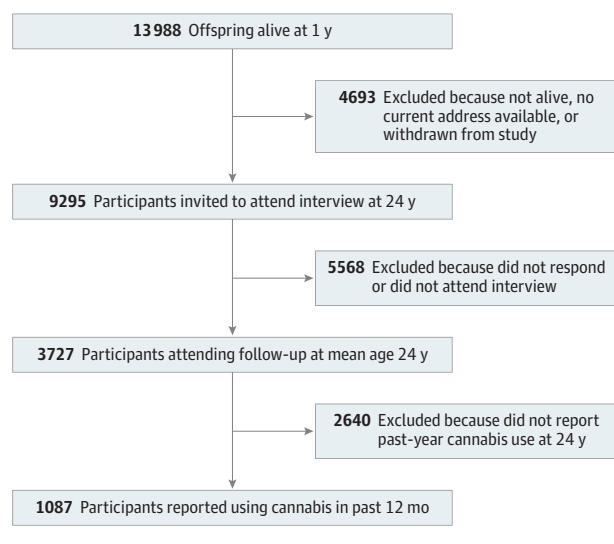 13 988 Offspring alive at 1 y
4693 Excluded because not alive, no
current address available, or
withdrawn from study
9295 Participants invited to attend interview at 24 y
5568 Excluded because did not respond
or did not attend interview
3727 Participants attending follow-up at mean age 24 y
2640 Excluded because did not report
past-year cannabis use at 24 y
1087 Participants reported using cannabis in past 12 mo